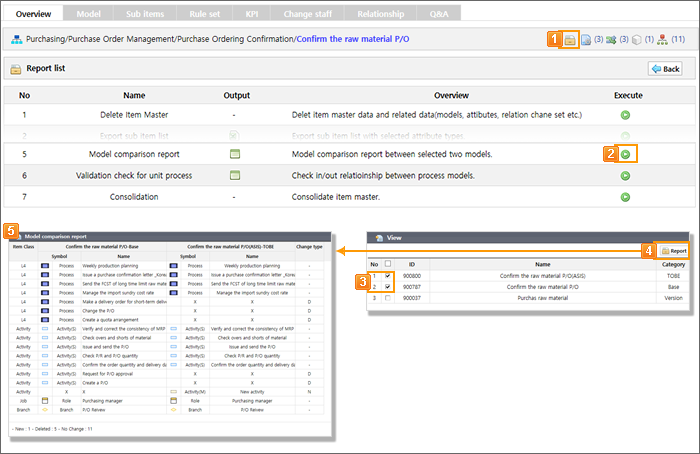 Overview Model Sub items Rule set KPI Change staff Relationship Q&A
Purchasing/Purchase Order Management/Purchase Ordering Confirmation/Confirm the raw material P/O 1 (3) (3) (1) (11)
Report list Back
No Name Output Overview Execute
1 Delete Item Master - Delet item master data and related data(models, attibutes, relation chane set etc.)
2 Export sub item list Export sub item list with selected attribute types
5 Model comparison report Model comparison report between selected two models. 2
6 Validation check for unit process Check in/out relatioinship between process models.
7 Consolidation - Consolidate item master.
5 Model comparison report
Item Class Confirm the raw material P/O-Base Confirm the raw material P/O(ASIS)-TOBE Change type
Symbol Name Symbol Name
L4 Process Weekly production planning Process Weekly production planning -
L4 Process Issue a purchase confirmation letter _Korea Process Issue a purchase confirmation letter _Korea -
L4 Process Send the FCST of long time limit raw mate Process Send the FCST of long time limit raw mate -
L4 Process Manage the import sundry cost rate Process Manage the import sundry cost rate -
L4 Process Make a delivery order for short-term deliver X X D
L4 Process Change the P/O X X D
L4 Process Create a quota arrangement X X D
Activity Activity(S) Verify and correct the consistency of MRP Activity(S) Verify and correct the consistency of MRP -
Activity Activity(S) Check overs and shorts of material Activity(S) Check overs and shorts of material -
Activity Activity(S) Issue and send the P/O Activity(S) Issue and send the P/O -
Activity Activity(S) Check P/R and P/O quantity Activity(S) Check P/R and P/O quantity -
Activity Activity(S) Confirm the order quantity and delivery da Activity(S) Confirm the order quantity and delivery da -
Activity Activity(S) Request for P/O approval X X D
Activity Activity(S) Create a P/O X X D
Activity X X Activity(M) New activity N
Job Role Purchasing manager Role Purchasing manager -
Branch Branch P/O Reivew Branch P/O Reivew -
- New : 1 - Deleted : 5 - No Change : 11
View
4 Report
No ID Name Category
1 900800 Confirm the raw material P/O(ASIS) TOBE
3
2 900787 Confirm the raw material P/O Base
3 900037 Purchas raw material Version